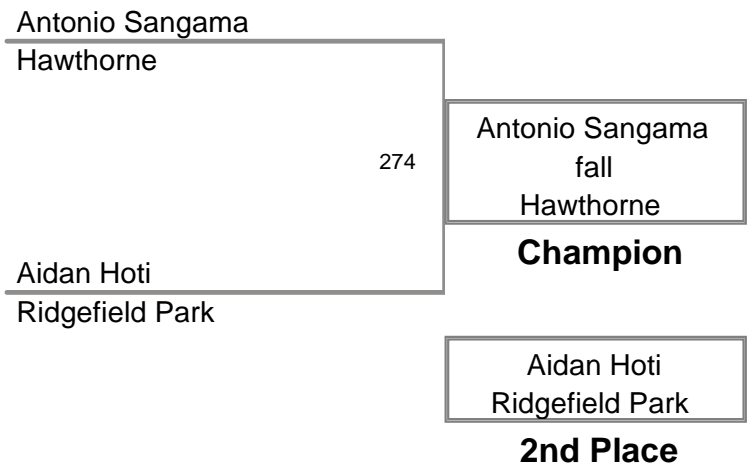 Antonio Sangama
Hawthorne
274
Antonio Sangama
fall
Hawthorne
Champion
Aidan Hoti
Ridgefield Park
Aidan Hoti
Ridgefield Park
2nd Place